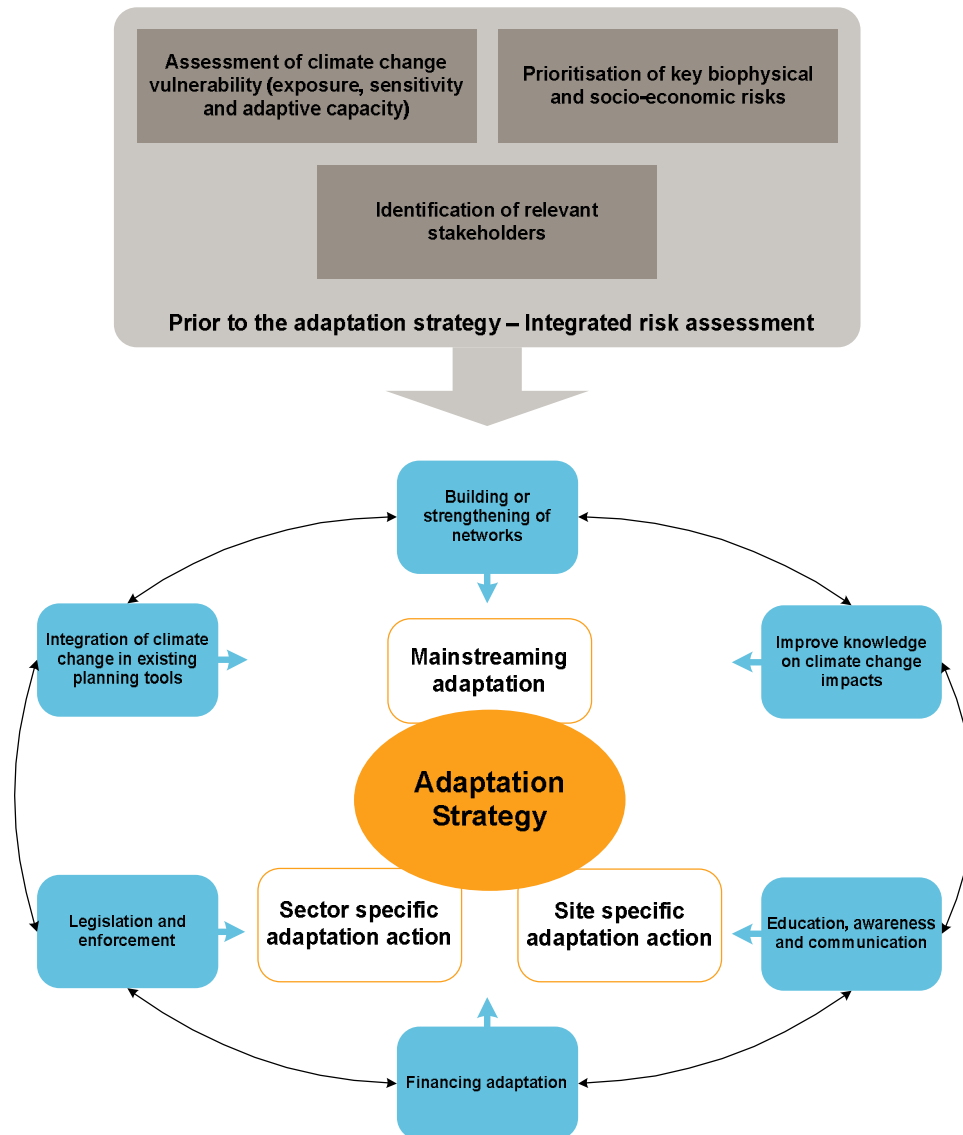 Assessment of climate change
vulnerability (exposure, sensitivity
and adaptive capacity)
Prioritisation of key biophysical
and socio-economic risks
Identification of relevant
stakeholders
Prior to the adaptation strategy – Integrated risk assessment
Building or
strengthening of
networks
Integration of climate
change in existing
planning tools
Mainstreaming
adaptation
Improve knowledge
on climate change
impacts
Adaptation
Strategy
Legislation and
enforcement
Sector specific
adaptation action
Site specific
adaptation action
Education, awareness
and communication
Financing adaptation